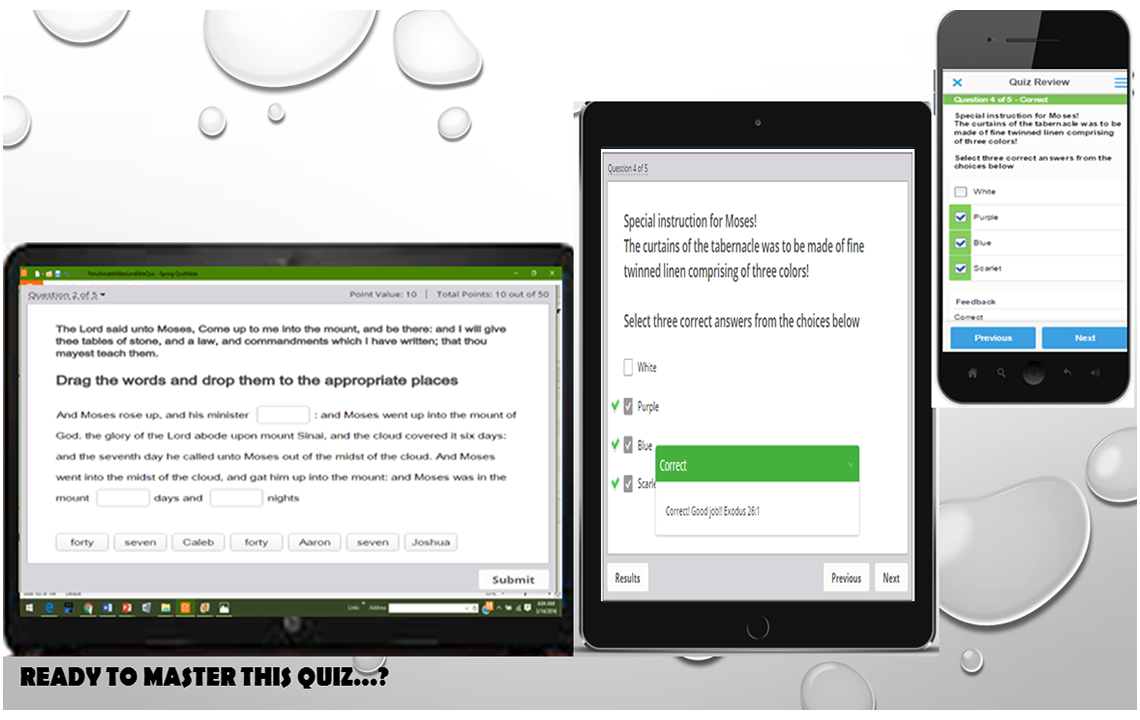 PenultimateMansionBibleQuiz - iSpring QuizMaker
Question 2 of 5
Point Value: 10 | Total Points: 10 out of 50
The Lord said unto Moses, Come up to me into the mount, and be there: and I will give
thee tables of stone, and a law, and commandments which I have written; that thou
mayest teach them.
Drag the words and drop them to the appropriate places
And Moses rose up, and his minister : and Moses went up into the mount of
God. the glory of the Lord abode upon mount Sinai, and the cloud covered it six days:
and the seventh day he called unto Moses out of the midst of the cloud. And Moses
went into the midst of the cloud, and gat him up into the mount: and Moses was in the
mount days and nights
forty seven Caleb forty Aaron seven Joshua
Submit
Links Address
Question 4 of 5
Special instruction for Moses!
The curtains of the tabernacle was to be made of fine
twinned linen comprising of three colors!
Select three correct answers from the choices below
White
Purple
Blue
Scarle
Correct
Correct! Good job!! Exodus 26:1
Results Previous Next
Quiz Review
Question 4 of 5 - Correct
Special instruction for Moses!
The curtains of the tabernacle was to be
made of fine twinned linen comprising
of three colors!
Select three correct answers from the
choices below
White
Purple
Blue
Scarlet
Feedback
Correct
Previous Next
READY TO MASTER THIS QUIZ...?